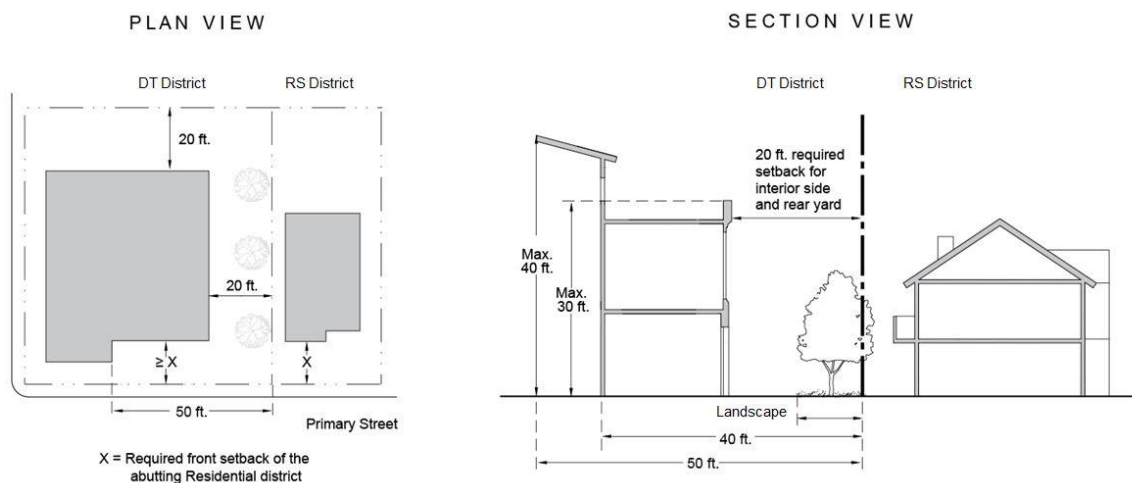 PLAN VIEW
DT District
RS District
20 ft.
20 ft.
≥ X
X
50 ft.
Primary Street
X = Required front setback of the
abutting Residential district
SECTION VIEW
DT District
RS District
20 ft. required
setback for
interior side
and rear yard
Max.
40 ft.
Max.
30 ft.
Landscape
40 ft.
50 ft.